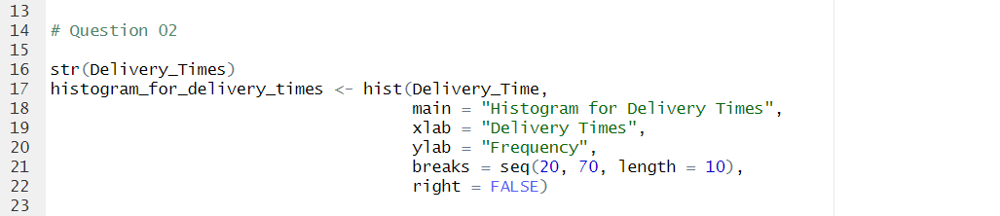 13
14 # Question 02
15
16 str(Delivery_Times)
17 histogram_for_delivery_times <- hist(Delivery_Time,
18 main = "Histogram for Delivery Times",
19 xlab = "Delivery Times",
20 ylab = "Frequency",
21 breaks = seq(20, 70, length = 10),
22 right = FALSE)
23